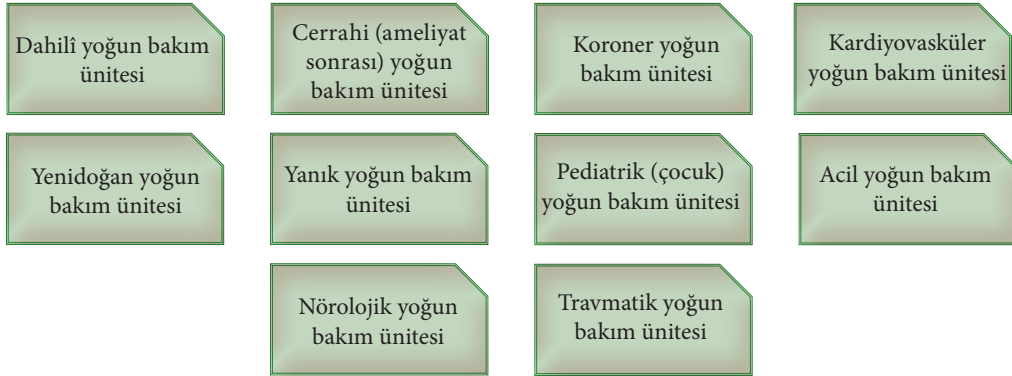 Dahilî yoğun bakım
ünitesi
Cerrahi (ameliyat
sonrası) yoğun
bakım ünitesi
Koroner yoğun
bakım ünitesi
Kardiyovasküler
yoğun bakım ünitesi
Yenidoğan yoğun
bakım ünitesi
Yanık yoğun bakım
ünitesi
Pediatrik (çocuk)
yoğun bakım ünitesi
Acil yoğun bakım
ünitesi
Nörolojik yoğun
bakım ünitesi
Travmatik yoğun
bakım ünitesi